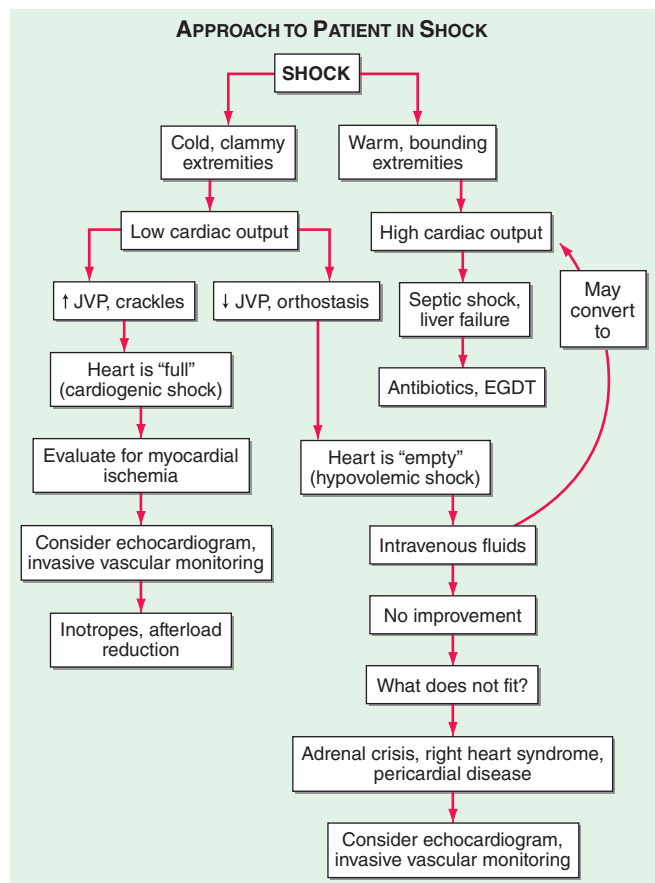 APPROACH TO PATIENT IN SHOCK
SHOCK
Cold, clammy
extremities
Warm, bounding
extremities
Low cardiac output
High cardiac output
↑ JVP, crackles
↓ JVP, orthostasis
Septic shock,
liver failure
May
convert
to
Heart is “full”
(cardiogenic shock)
Antibiotics, EGDT
Evaluate for myocardial
ischemia
Heart is “empty”
(hypovolemic shock)
Consider echocardiogram,
invasive vascular monitoring
Intravenous fluids
Inotropes, afterload
reduction
No improvement
What does not fit?
Adrenal crisis, right heart syndrome,
pericardial disease
Consider echocardiogram,
invasive vascular monitoring